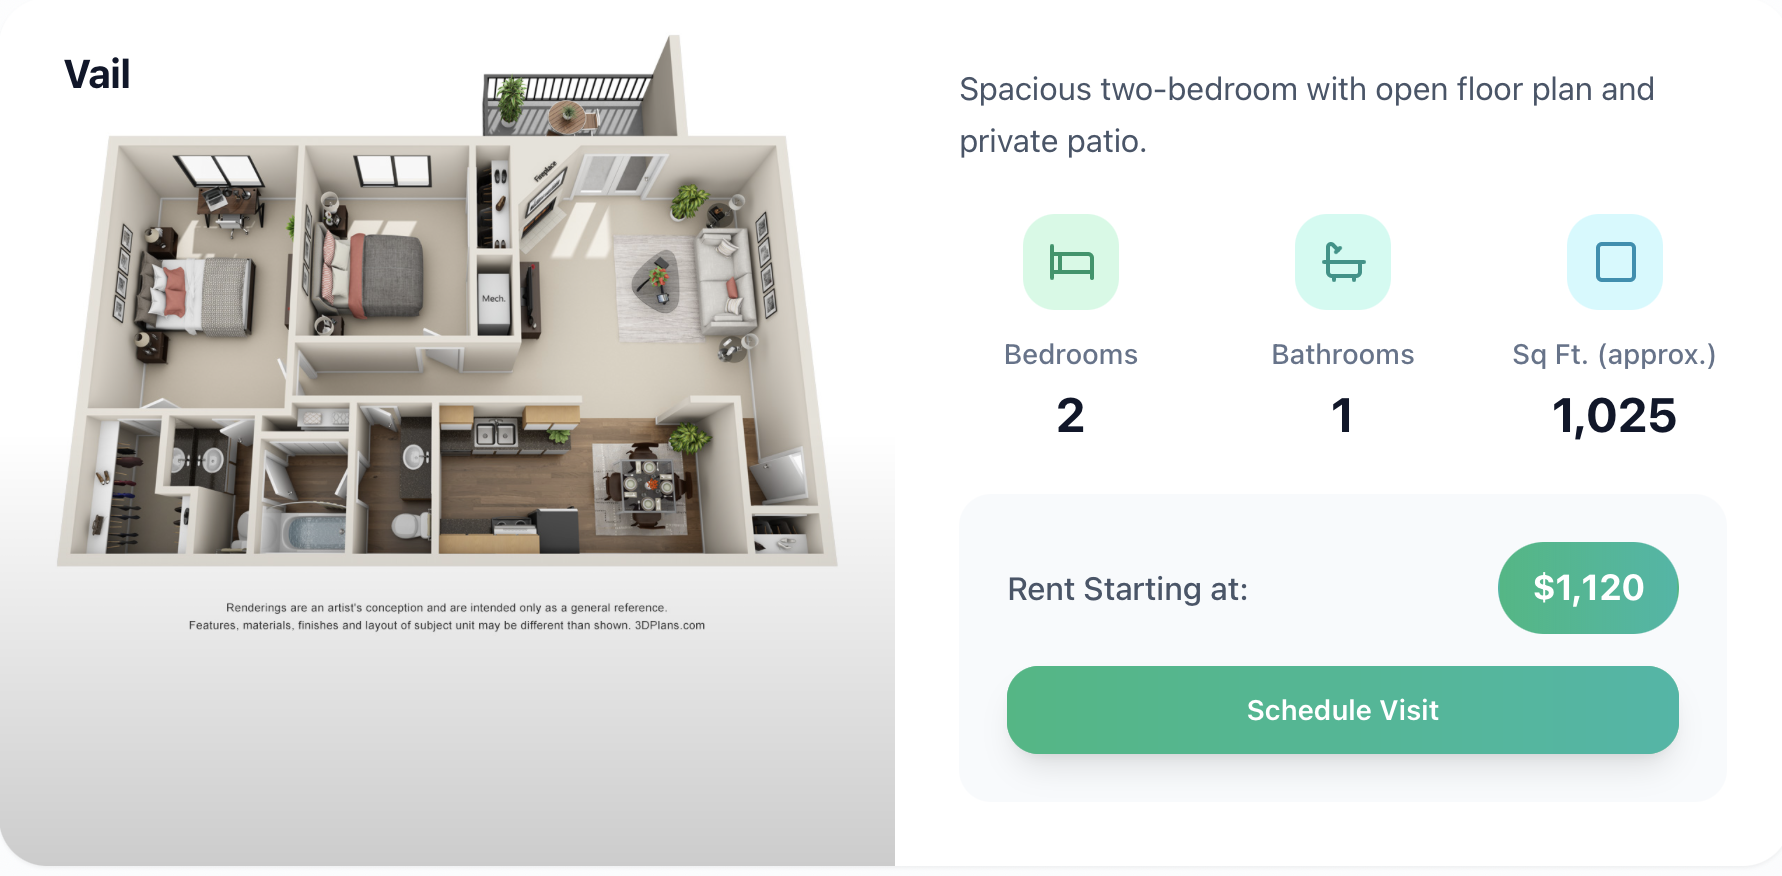 Vail
Fireplace
Mech.
Renderings are an artist's conception and are intended only as a general reference.
Features, materials, finishes and layout of subject unit may be different than shown. 3DPlans.com
Spacious two-bedroom with open floor plan and
private patio.
Bedrooms
2
Bathrooms
1
Sq Ft. (approx.)
1,025
Rent Starting at:
$1,120
Schedule Visit